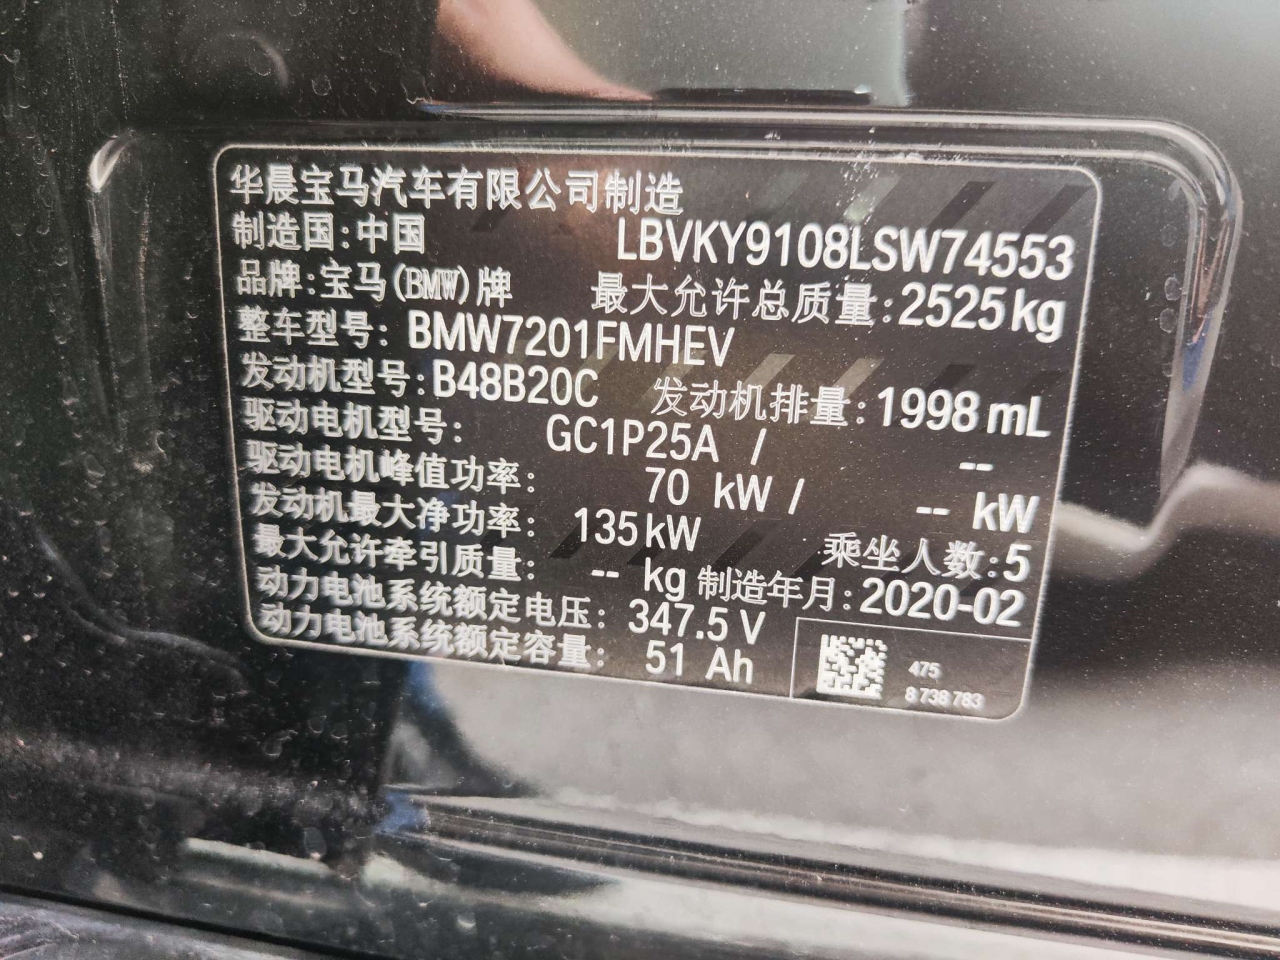 华晨宝马汽车有限公司制造
制造国:中国 LBVKY9108LSW74553
品牌:宝马(BMW)牌 最大允许总质量:2525kg
整车型号: BMW7201FMHEV
发动机型号:B48B20C 发动机排量:1998 mL
驱动电机型号: GC1P25A / --
驱动电机峰值功率: 70 kW / -- kW
发动机最大净功率: 135kW 乘坐人数:5
最大允许牵引质量: -- kg 制造年月:2020-02
动力电池系统额定电压: 347.5 V
动力电池系统额定容量: 51 Ah
475
8 738 783